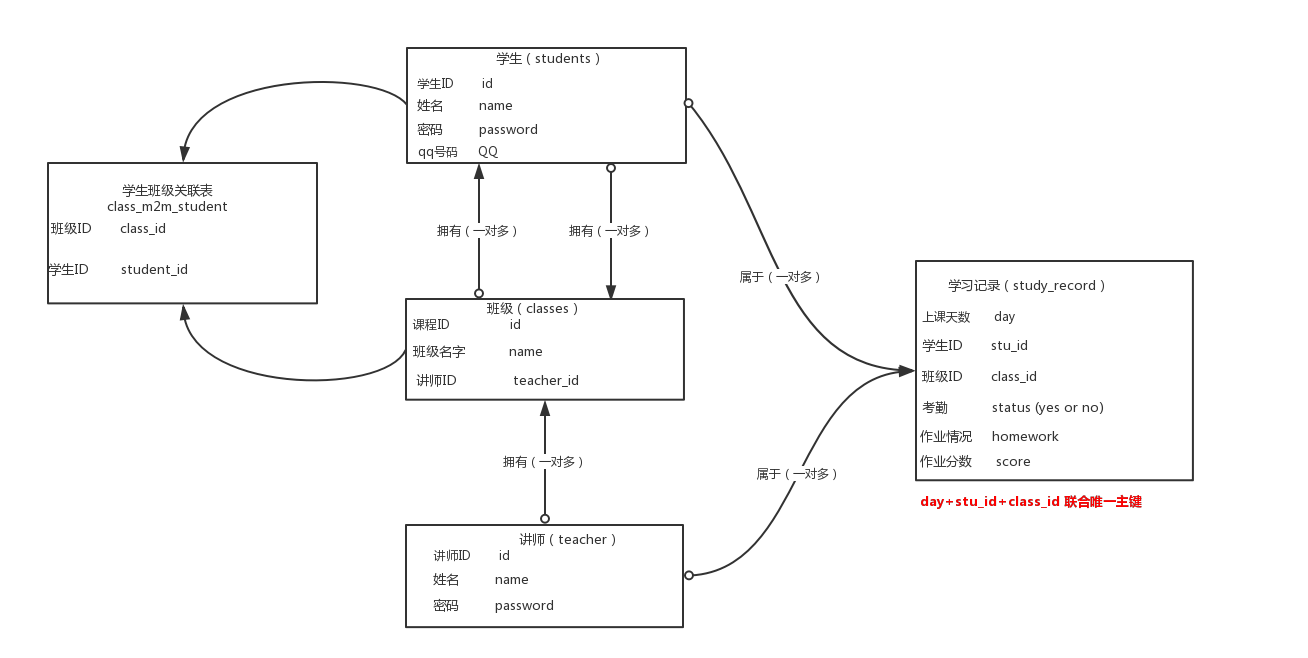 学生（students）
学生ID id
姓名 name
密码 password
qq号码 QQ
学生班级关联表
class_m2m_student
班级ID class_id
学生ID student_id
拥有（一对多）
拥有（一对多）
属于（一对多）
班级（classes）
课程ID id
班级名字 name
讲师ID teacher_id
学习记录（study_record）
上课天数 day
学生ID stu_id
班级ID class_id
考勤 status (yes or no)
作业情况 homework
作业分数 score
day+stu_id+class_id 联合唯一主键
拥有（一对多）
属于（一对多）
讲师（teacher）
讲师ID id
姓名 name
密码 password